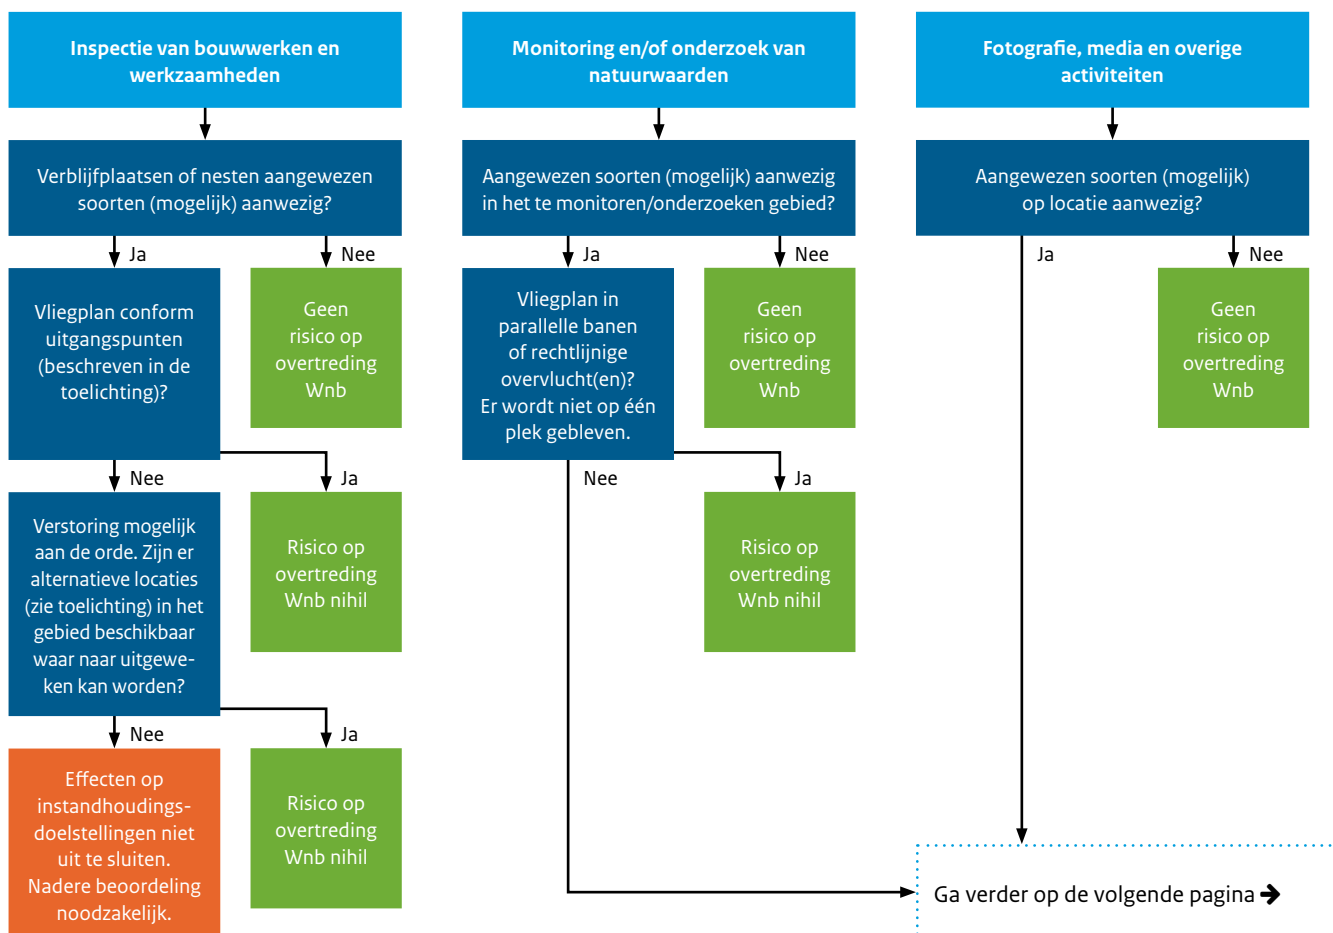 Inspectie van bouwwerken en
werkzaamheden
Verblijfplaatsen of nesten aangewezen
soorten (mogelijk) aanwezig?
Ja
Nee
Vliegplan conform
uitgangspunten
(beschreven in de
toelichting)?
Geen
risico op
overtreding
Wnb
Nee
Ja
Verstoring mogelijk
aan de orde. Zijn er
alternatieve locaties
(zie toelichting) in het
gebied beschikbaar
waar naar uitgewe-
ken kan worden?
Risico op
overtreding
Wnb nihil
Nee
Ja
Effecten op
instandhoudings-
doelstellingen niet
uit te sluiten.
Nadere beoordeling
noodzakelijk.
Risico op
overtreding
Wnb nihil
Monitoring en/of onderzoek van
natuurwaarden
Aangewezen soorten (mogelijk) aanwezig
in het te monitoren/onderzoeken gebied?
Ja
Nee
Vliegplan in
parallelle banen
of rechtlijnige
overvlucht(en)?
Er wordt niet op één
plek gebleven.
Geen
risico op
overtreding
Wnb
Nee
Ja
Risico op
overtreding
Wnb nihil
Fotografie, media en overige
activiteiten
Aangewezen soorten (mogelijk)
op locatie aanwezig?
Ja
Nee
Geen
risico op
overtreding
Wnb
Ga verder op de volgende pagina →